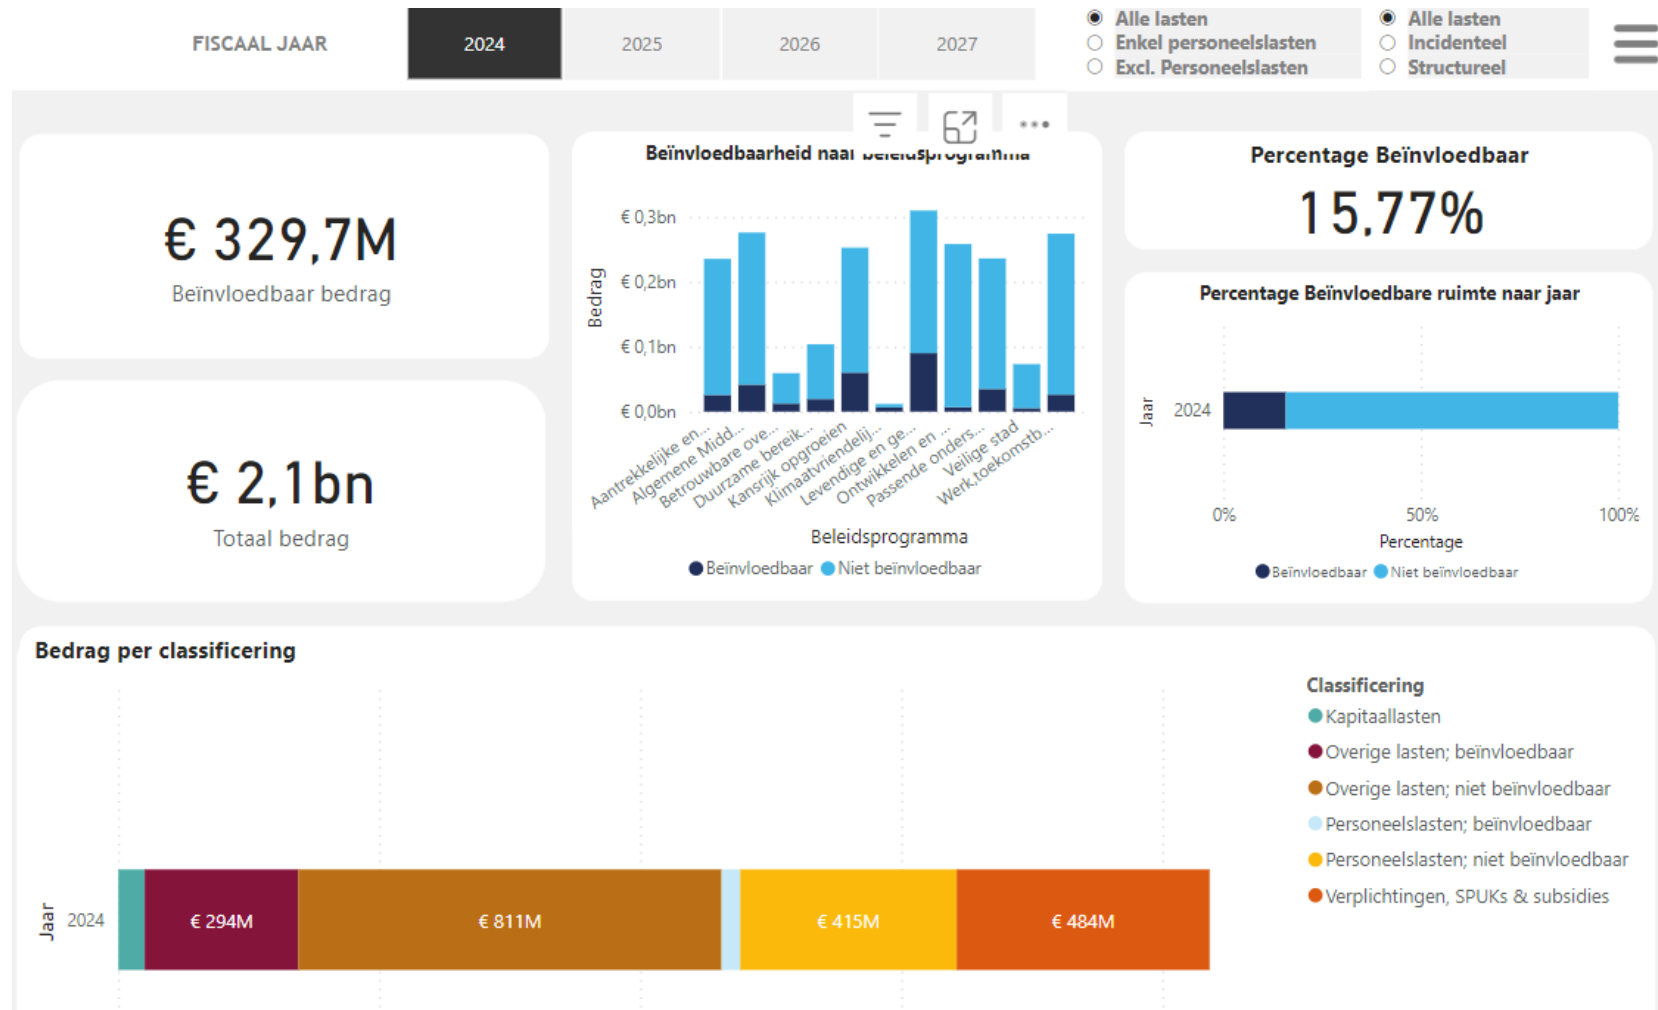 FISCAAL JAAR
2024
2025
2026
2027
Alle lasten
Enkel personeelslasten
Excl. Personeelslasten
Alle lasten
Incidenteel
Structureel
€ 329,7M
Beïnvloedbaar bedrag
€ 2,1bn
Totaal bedrag
Beïnvloedbaarheid naar beleidsprogramma
€ 0,3bn
€ 0,2bn
€ 0,1bn
€ 0,0bn
Bedrag
Aantrekkelijke en...
Algemene Midd...
Betrouwbare ove...
Duurzame bereik...
Kansrijk opgroeien
Klimaatvriendelij...
Levendige en ge...
Ontwikkelen en ...
Passende onders...
Veilige stad
Werk,toekomstb...
Beleidsprogramma
Beïnvloedbaar Niet beïnvloedbaar
Percentage Beïnvloedbaar
15,77%
Percentage Beïnvloedbare ruimte naar jaar
Jaar
2024
0% 50% 100%
Percentage
Beïnvloedbaar Niet beïnvloedbaar
Bedrag per classificering
Jaar
2024
€ 294M
€ 811M
€ 415M
€ 484M
Classificering
Kapitaallasten
Overige lasten; beïnvloedbaar
Overige lasten; niet beïnvloedbaar
Personeelslasten; beïnvloedbaar
Personeelslasten; niet beïnvloedbaar
Verplichtingen, SPUKs & subsidies